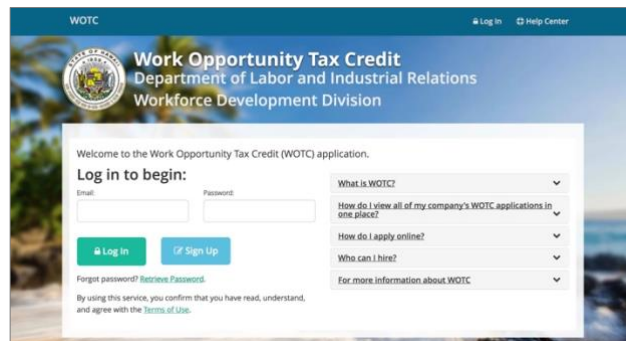 WOTC
Log In
Help Center
Work Opportunity Tax Credit
Department of Labor and Industrial Relations
Workforce Development Division
Welcome to the Work Opportunity Tax Credit (WOTC) application.
Log in to begin:
Email:
Password:
Log In
Sign Up
Forgot password? Retrieve Password.
By using this service, you confirm that you have read, understand,
and agree with the Terms of Use.
What is WOTC?
How do I view all of my company's WOTC applications in
one place?
How do I apply online?
Who can I hire?
For more information about WOTC